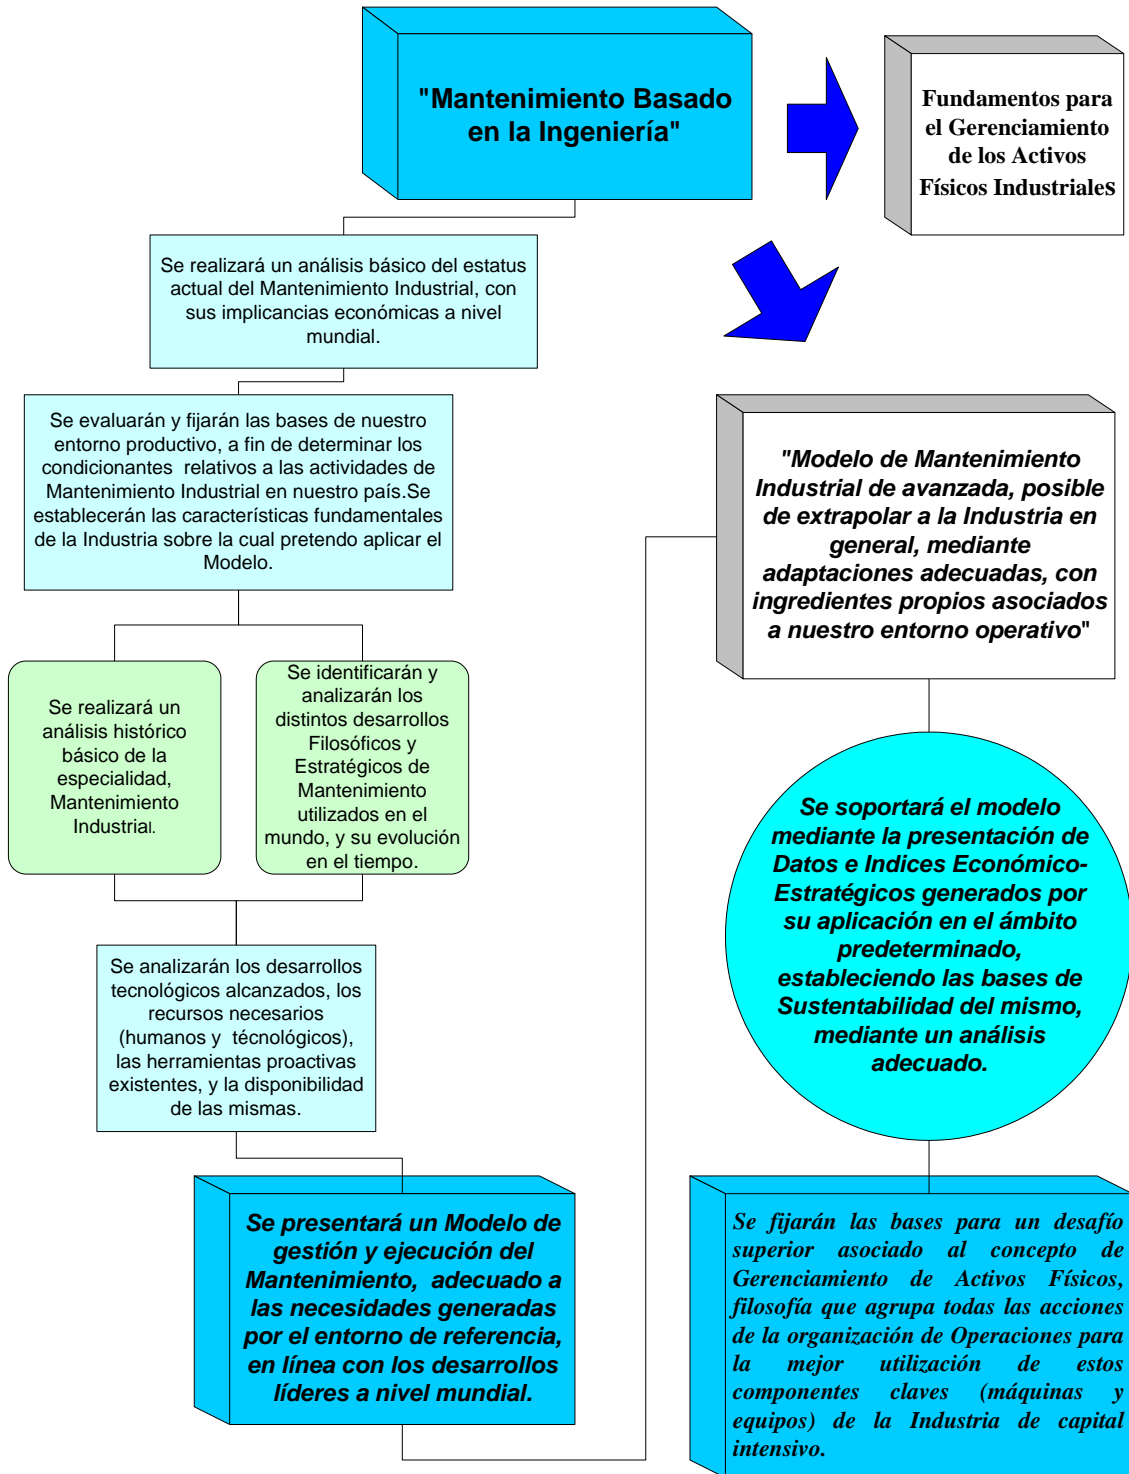 "Mantenimiento Basado
en la Ingeniería"
Fundamentos para
el Gerenciamiento
de los Activos
Físicos Industriales
Se realizará un análisis básico del estatus
actual del Mantenimiento Industrial, con
sus implicancias económicas a nivel
mundial.
Se evaluarán y fijarán las bases de nuestro
entorno productivo, a fin de determinar los
condicionantes relativos a las actividades de
Mantenimiento Industrial en nuestro país.Se
establecerán las características fundamentales
de la Industria sobre la cual pretendo aplicar el
Modelo.
Se realizará un
análisis histórico
básico de la
especialidad,
Mantenimiento
Industrial.
Se identificarán y
analizarán los
distintos desarrollos
Filosóficos y
Estratégicos de
Mantenimiento
utilizados en el
mundo, y su evolución
en el tiempo.
Se analizarán los desarrollos
tecnológicos alcanzados, los
recursos necesarios
(humanos y técnológicos),
las herramientas proactivas
existentes, y la disponibilidad
de las mismas.
Se presentará un Modelo de
gestión y ejecución del
Mantenimiento, adecuado a
las necesidades generadas
por el entorno de referencia,
en línea con los desarrollos
líderes a nivel mundial.
"Modelo de Mantenimiento
Industrial de avanzada, posible
de extrapolar a la Industria en
general, mediante
adaptaciones adecuadas, con
ingredientes propios asociados
a nuestro entorno operativo"
Se soportará el modelo
mediante la presentación de
Datos e Indices Económico-
Estratégicos generados por
su aplicación en el ámbito
predeterminado,
estableciendo las bases de
Sustentabilidad del mismo,
mediante un análisis
adecuado.
Se fijarán las bases para un desafío
superior asociado al concepto de
Gerenciamiento de Activos Físicos,
filosofía que agrupa todas las acciones
de la organización de Operaciones para
la mejor utilización de estos
componentes claves (máquinas y
equipos) de la Industria de capital
intensivo.